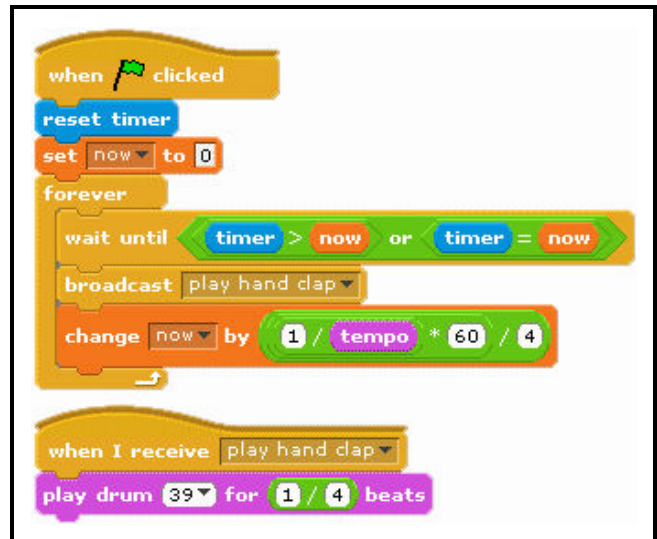 when clicked
reset timer
set now to 0
forever
wait until timer > now or timer = now
broadcast play hand clap
change now by 1 / tempo * 60 / 4
when I receive play hand clap
play drum 39 for 1 / 4 beats